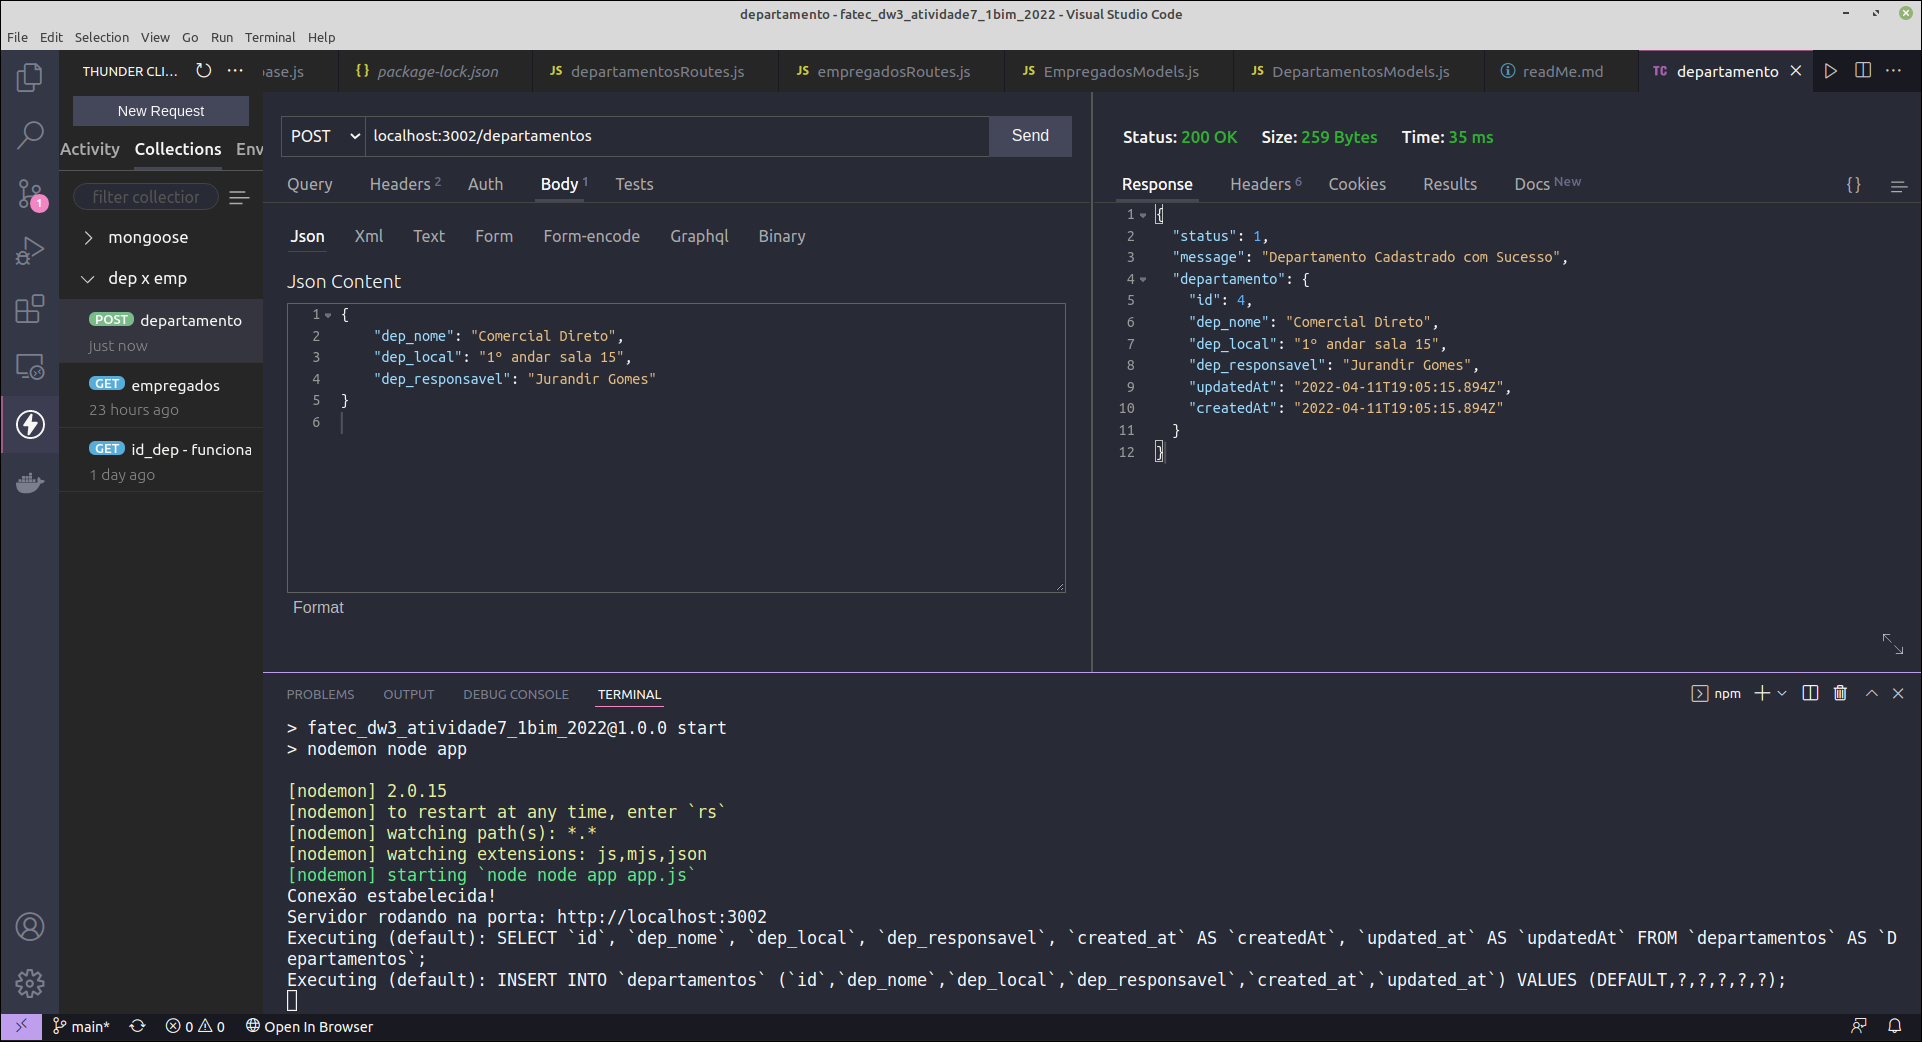 departamento - fatec_dw3_atividade7_1bim_2022 - Visual Studio Code
File Edit Selection View Go Run Terminal Help
THUNDER CLI... ase.js package-lock.json departamentosRoutes.js empregadosRoutes.js EmpregadosModels.js DepartamentosModels.js readMe.md departamento
{} JS JS JS JS TC
New Request
Activity Collections Env
filter collection
mongoose
dep x emp
POST departamento
just now
GET empregados
23 hours ago
GET id_dep - funciona
1 day ago
1
POST localhost:3002/departamentos Send
Query Headers 2 Auth Body 1 Tests
Json Xml Text Form Form-encode Graphql Binary
Json Content
1 {
2 "dep_nome": "Comercial Direto",
3 "dep_local": "1º andar sala 15",
4 "dep_responsavel": "Jurandir Gomes"
5 }
6
Format
Status: 200 OK Size: 259 Bytes Time: 35 ms
Response Headers 6 Cookies Results Docs New {}
1 {
2 "status": 1,
3 "message": "Departamento Cadastrado com Sucesso",
4 "departamento": {
5 "id": 4,
6 "dep_nome": "Comercial Direto",
7 "dep_local": "1º andar sala 15",
8 "dep_responsavel": "Jurandir Gomes",
9 "updatedAt": "2022-04-11T19:05:15.894Z",
10 "createdAt": "2022-04-11T19:05:15.894Z"
11 }
12 }
PROBLEMS OUTPUT DEBUG CONSOLE TERMINAL npm
> fatec_dw3_atividade7_1bim_2022@1.0.0 start
> nodemon node app
[nodemon] 2.0.15
[nodemon] to restart at any time, enter `rs`
[nodemon] watching path(s): *.*
[nodemon] watching extensions: js,mjs,json
[nodemon] starting `node node app app.js`
Conexão estabelecida!
Servidor rodando na porta: http://localhost:3002
Executing (default): SELECT `id`, `dep_nome`, `dep_local`, `dep_responsavel`, `created_at` AS `createdAt`, `updated_at` AS `updatedAt` FROM `departamentos` AS `D
epartamentos`;
Executing (default): INSERT INTO `departamentos` (`id`,`dep_nome`,`dep_local`,`dep_responsavel`,`created_at`,`updated_at`) VALUES (DEFAULT,?,?,?,?,?);
main* 0 0 Open In Browser